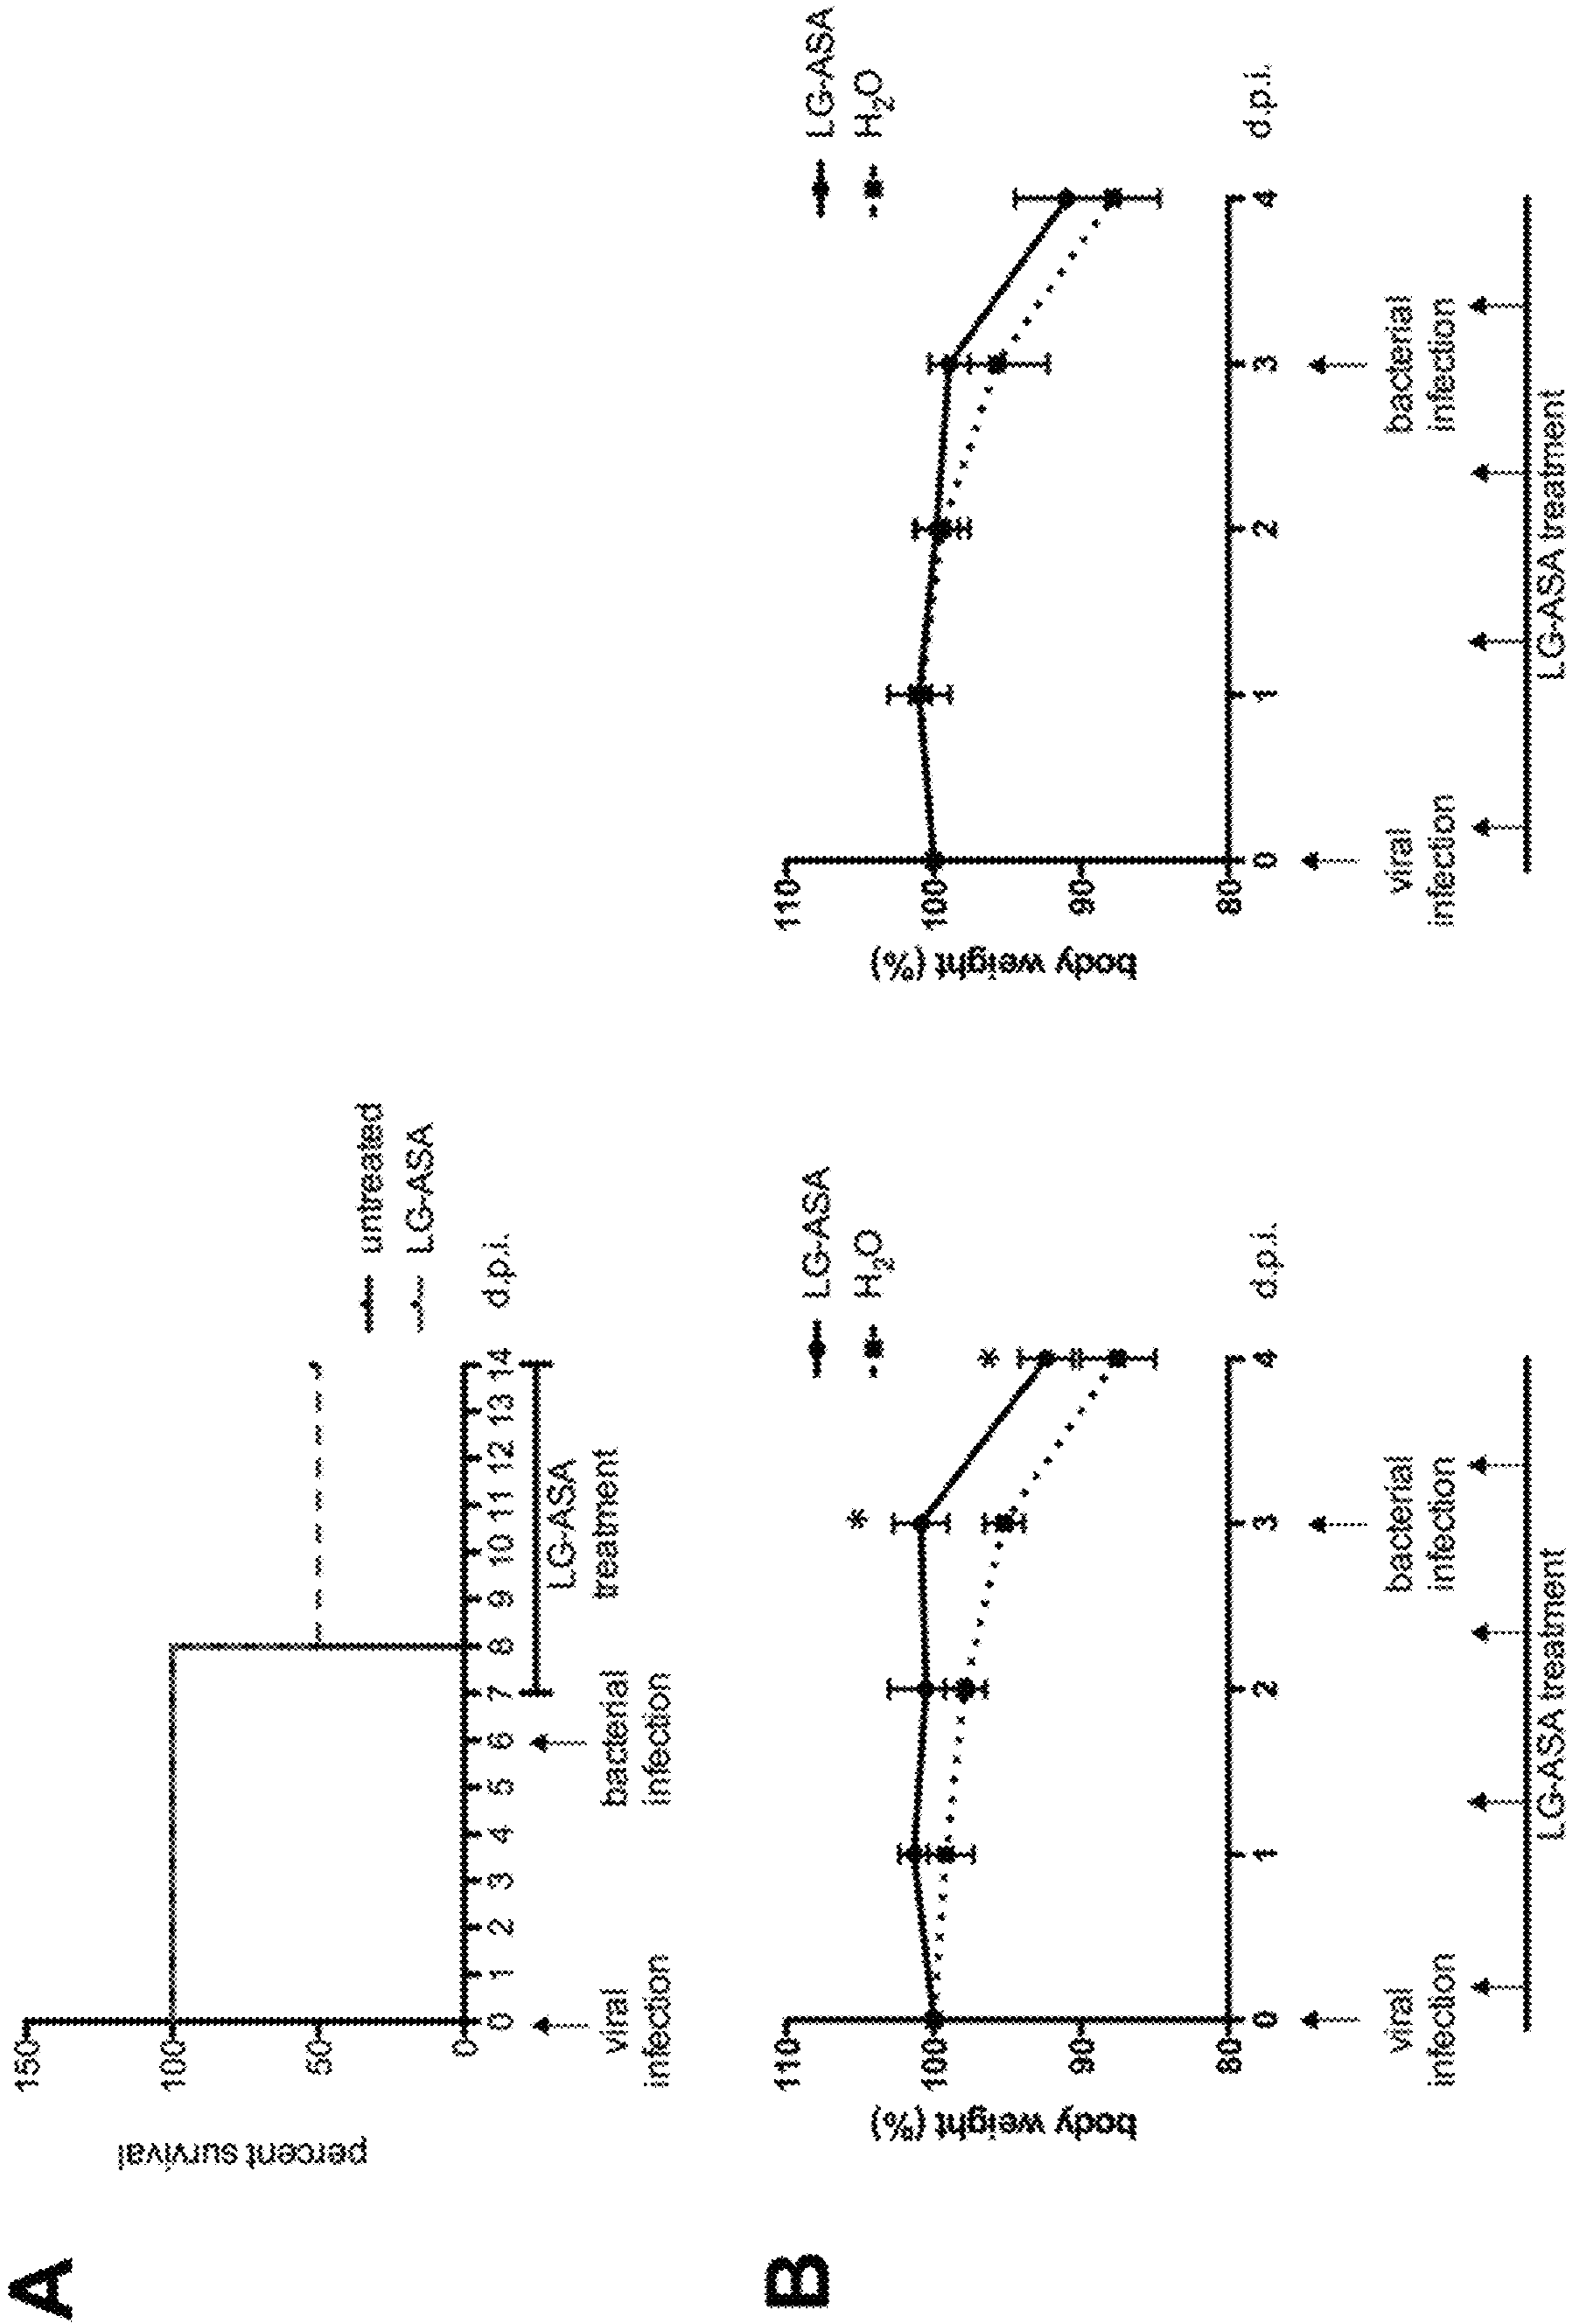 A
percent survival
150
100
50
0
0 1 2 3 4 5 6 7 8 9 10 11 12 13 14
d.p.i.
untreated
LG-ASA
viral
infection
bacterial
infection
LG-ASA
treatment
B
body weight (%)
110
100
90
80
0 1 2 3 4
d.p.i.
LG-ASA
H₂O
*
*
viral
infection
bacterial
infection
LG-ASA treatment
body weight (%)
110
100
90
80
0 1 2 3 4
d.p.i.
LG-ASA
H₂O
viral
infection
bacterial
infection
LG-ASA treatment